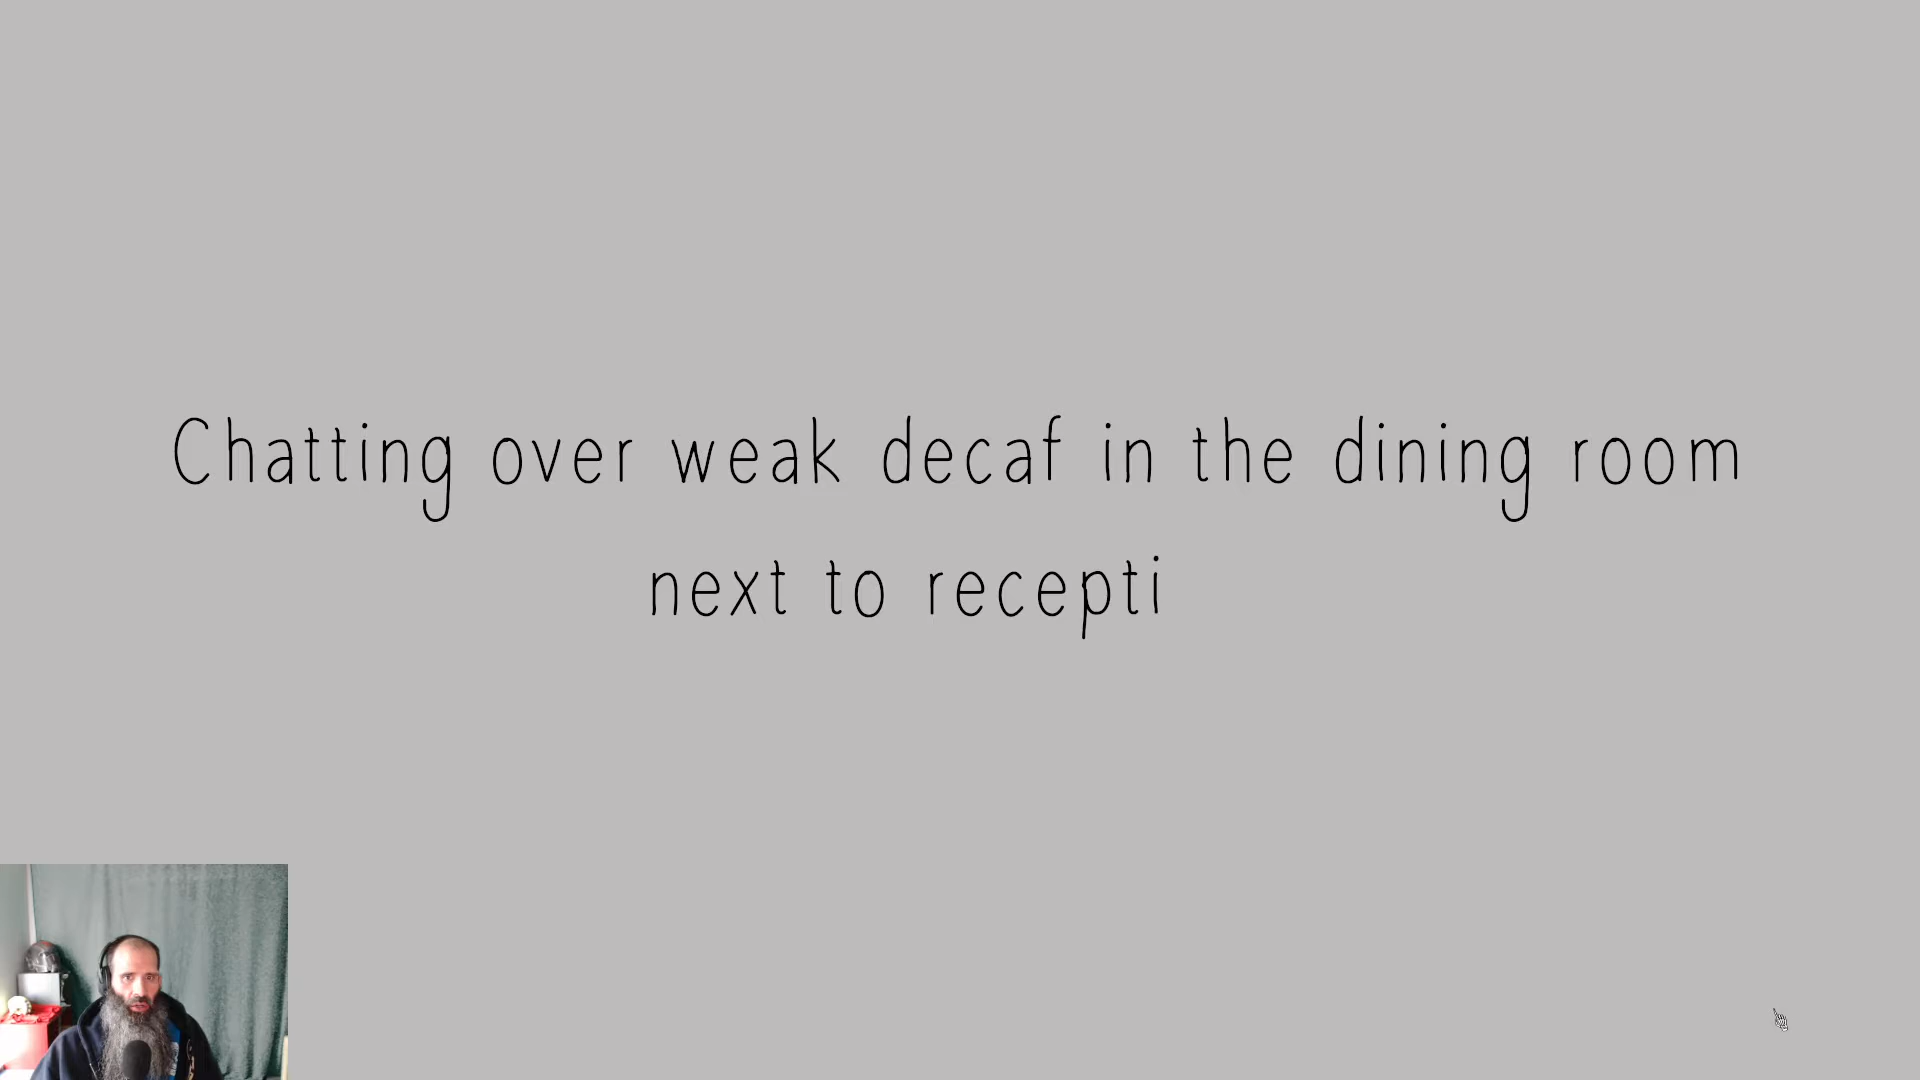 Chatting over weak decaf in the dining room
next to recepti